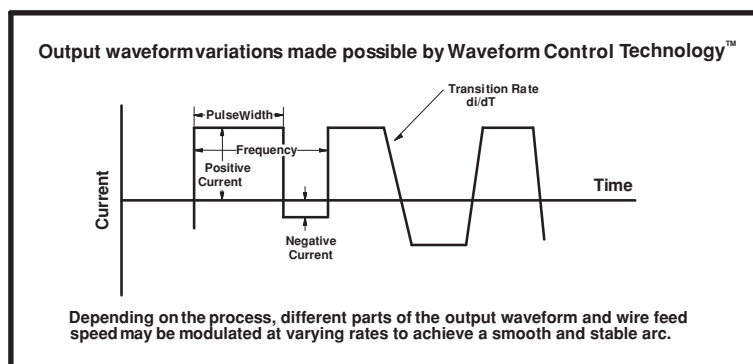 Output waveform variations made possible by Waveform Control Technology™
Transition Rate
di/dT
PulseWidth
Frequency
Positive
Current
Time
Current
Negative
Current
Depending on the process, different parts of the output waveform and wire feed
speed may be modulated at varying rates to achieve a smooth and stable arc.